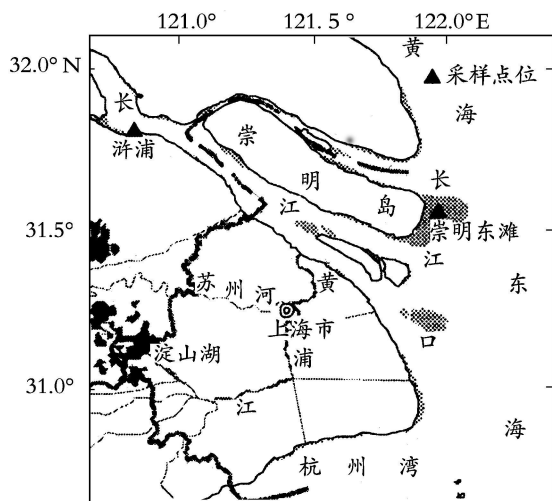 121.0° 121.5° 122.0°E
32.0°N
31.5°
31.0°
黄海
▲采样点位
长江口
浒浦
崇明岛
崇明东滩
东海
苏州河
黄浦江
上海市
淀山湖
杭州湾